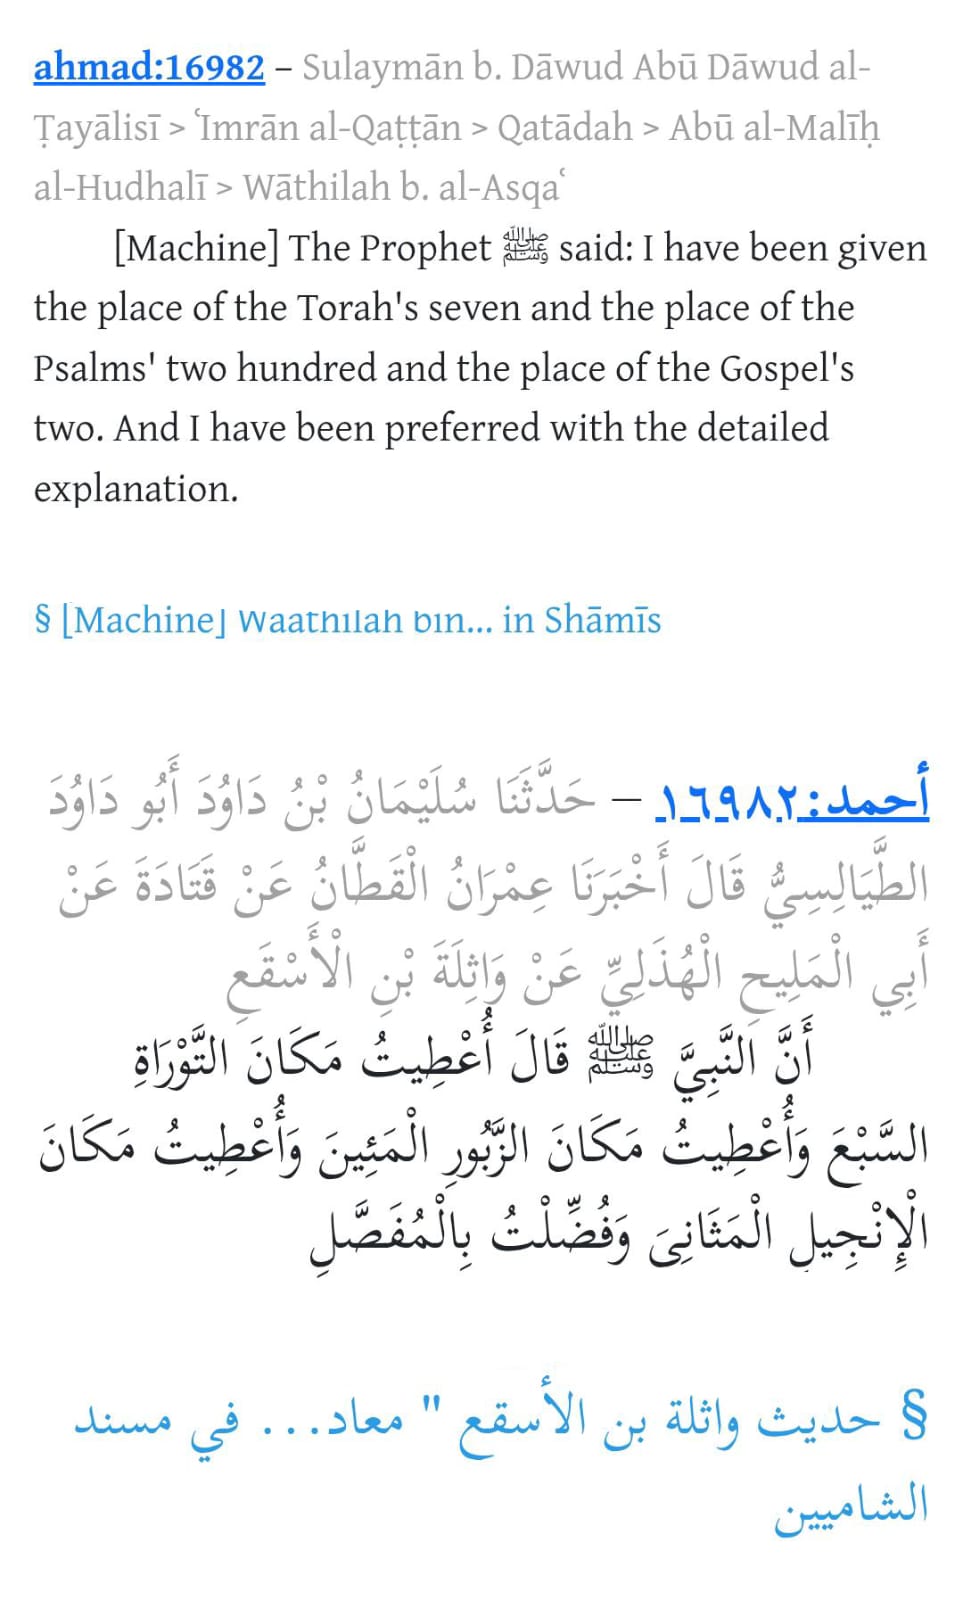 ahmad:16982 – Sulaymān b. Dāwud Abū Dāwud al-
Ṭayālisī > ʿImrān al-Qaṭṭān > Qatādah > Abū al-Malīḥ
al-Hudhalī > Wāthilah b. al-Asqaʿ
[Machine] The Prophet ﷺ said: I have been given
the place of the Torah's seven and the place of the
Psalms' two hundred and the place of the Gospel's
two. And I have been preferred with the detailed
explanation.
§ [Machine] Waathilah bin... in Shāmīs
أحمد:١٦٩٨٢ – حَدَّثَنَا سُلَيْمَانُ بْنُ دَاوُدَ أَبُو دَاوُدَ
الطَّيَالِسِيُّ قَالَ أَخْبَرَنَا عِمْرَانُ الْقَطَّانُ عَنْ قَتَادَةَ عَنْ
أَبِي الْمَلِيحِ الْهُذَلِيِّ عَنْ وَاثِلَةَ بْنِ الْأَسْقَعِ
أَنَّ النَّبِيَّ ﷺ قَالَ أُعْطِيتُ مَكَانَ التَّوْرَاةِ
السَّبْعَ وَأُعْطِيتُ مَكَانَ الزَّبُورِ الْمَئِينَ وَأُعْطِيتُ مَكَانَ
الْإِنْجِيلِ الْمَثَانِىَ وَفُضِّلْتُ بِالْمُفَصَّلِ
§ حديث واثلة بن الأسقع " معاد... في مسند
الشاميين